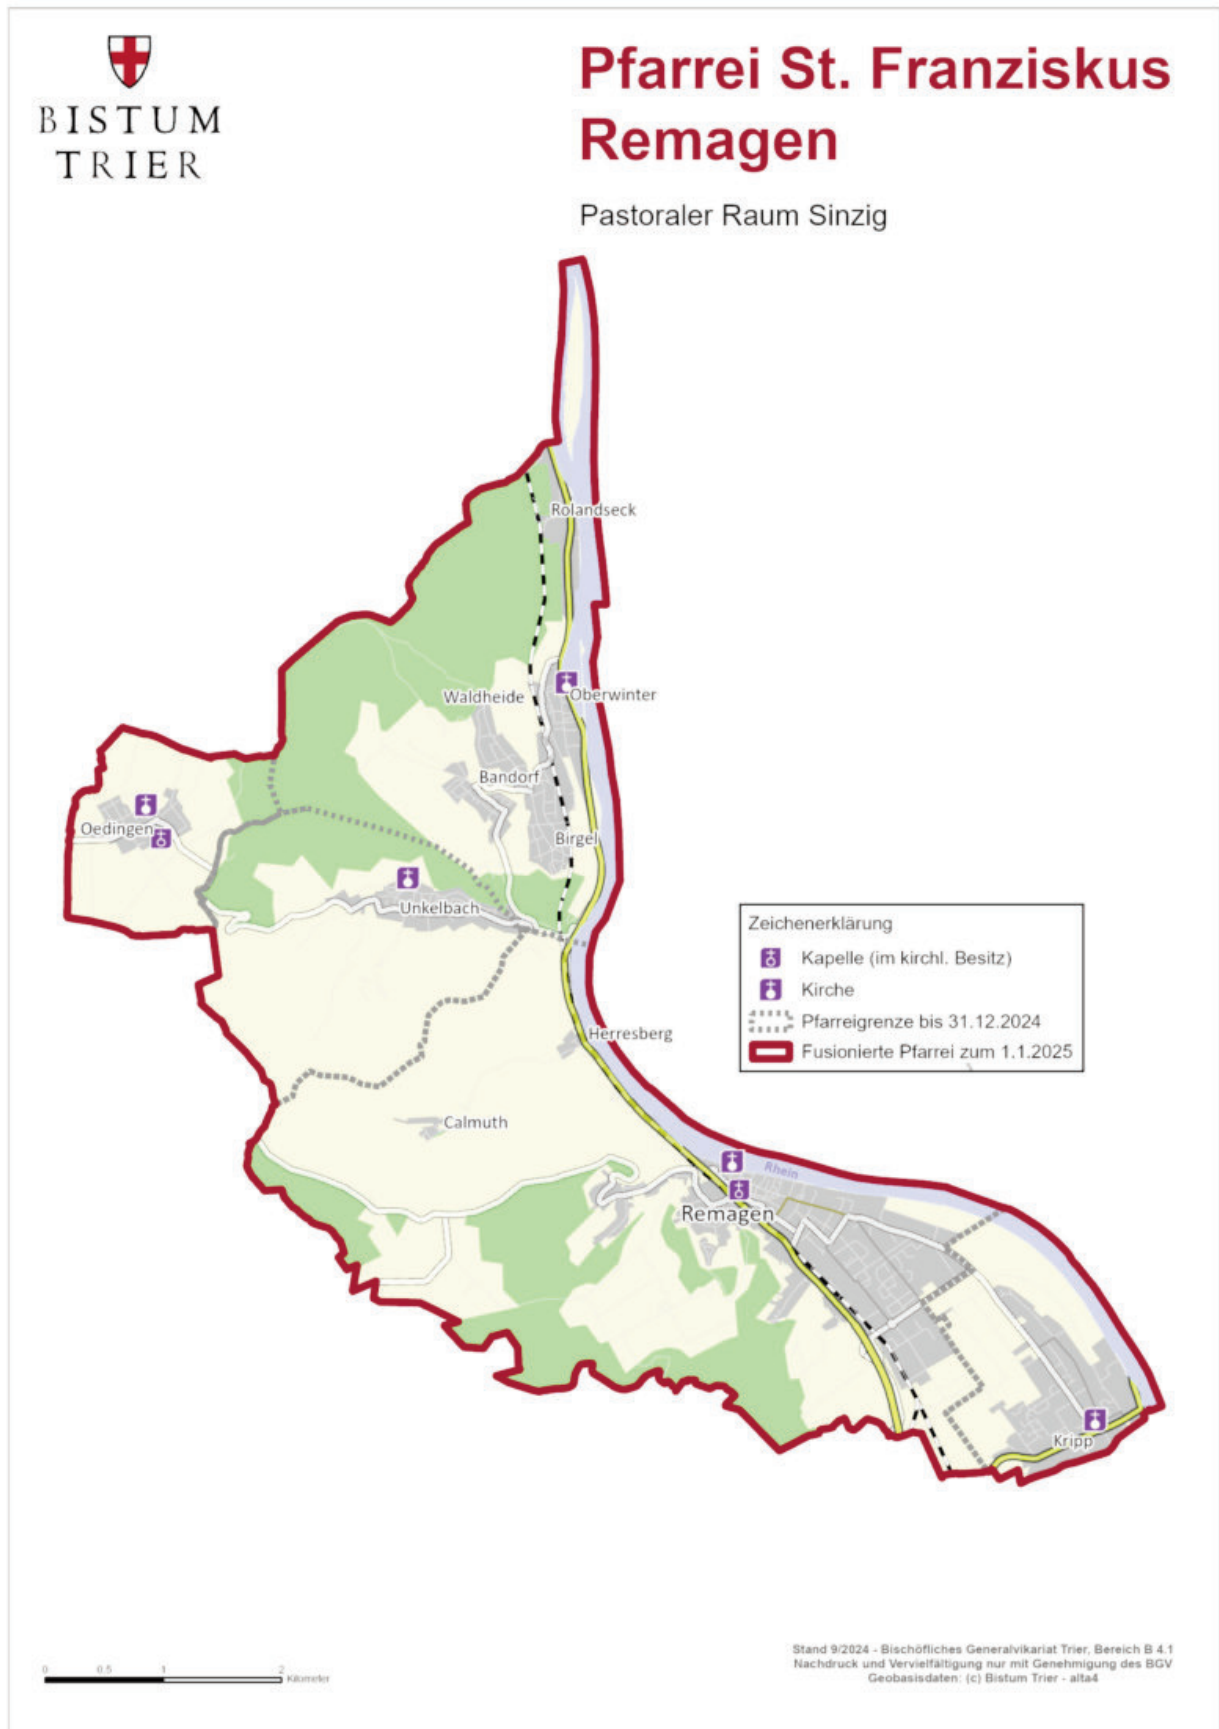 BISTUM
TRIER
Pfarrei St. Franziskus
Remagen
Pastoraler Raum Sinzig
Rolandseck
Waldheide
Oberwinter
Bandorf
Oedingen
Birgel
Unkelbach
Herresberg
Calmuth
Rhein
Remagen
Kripp
Zeichenerklärung
Kapelle (im kirchl. Besitz)
Kirche
Pfarreigrenze bis 31.12.2024
Fusionierte Pfarrei zum 1.1.2025
0 0.5 1 2
Kilometer
Stand 9/2024 - Bischöfliches Generalvikariat Trier, Bereich B 4.1
Nachdruck und Vervielfältigung nur mit Genehmigung des BGV
Geobasisdaten: (c) Bistum Trier - alta4